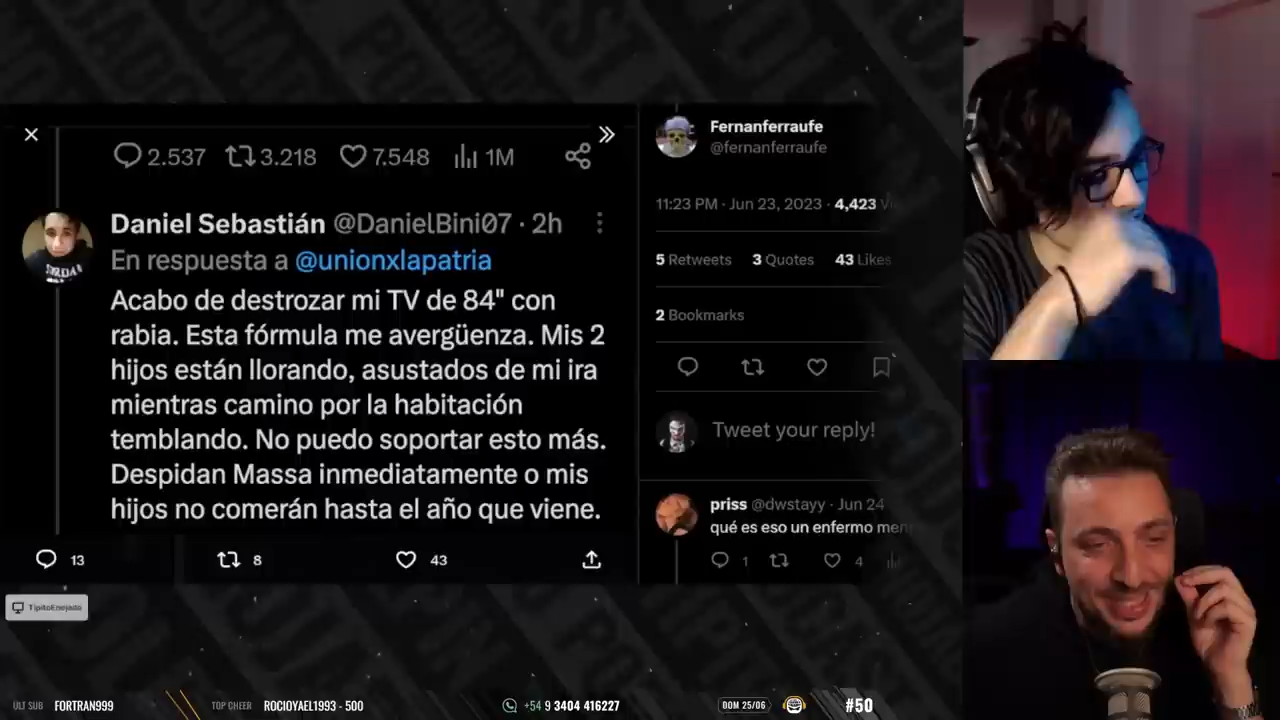 2.537 3.218 7.548 1M
Daniel Sebastián @DanielBini07 · 2h
En respuesta a @unionxlapatria
Acabo de destrozar mi TV de 84" con
rabia. Esta fórmula me avergüenza. Mis 2
hijos están llorando, asustados de mi ira
mientras camino por la habitación
temblando. No puedo soportar esto más.
Despidan Massa inmediatamente o mis
hijos no comerán hasta el año que viene.
13 8 43
Fernanferraufe
@fernanferraufe
11:23 PM · Jun 23, 2023 · 4,423
5 Retweets 3 Quotes 43 Likes
2 Bookmarks
Tweet your reply!
priss @dwstayy · Jun 24
qué es eso un enfermo
1 4
TipitoEnojado
ÚLT SUB FORTRAN999 TOP CHEER ROCIOYAEL1993 - 500 +54 9 3404 416227 DOM 25/06 #50